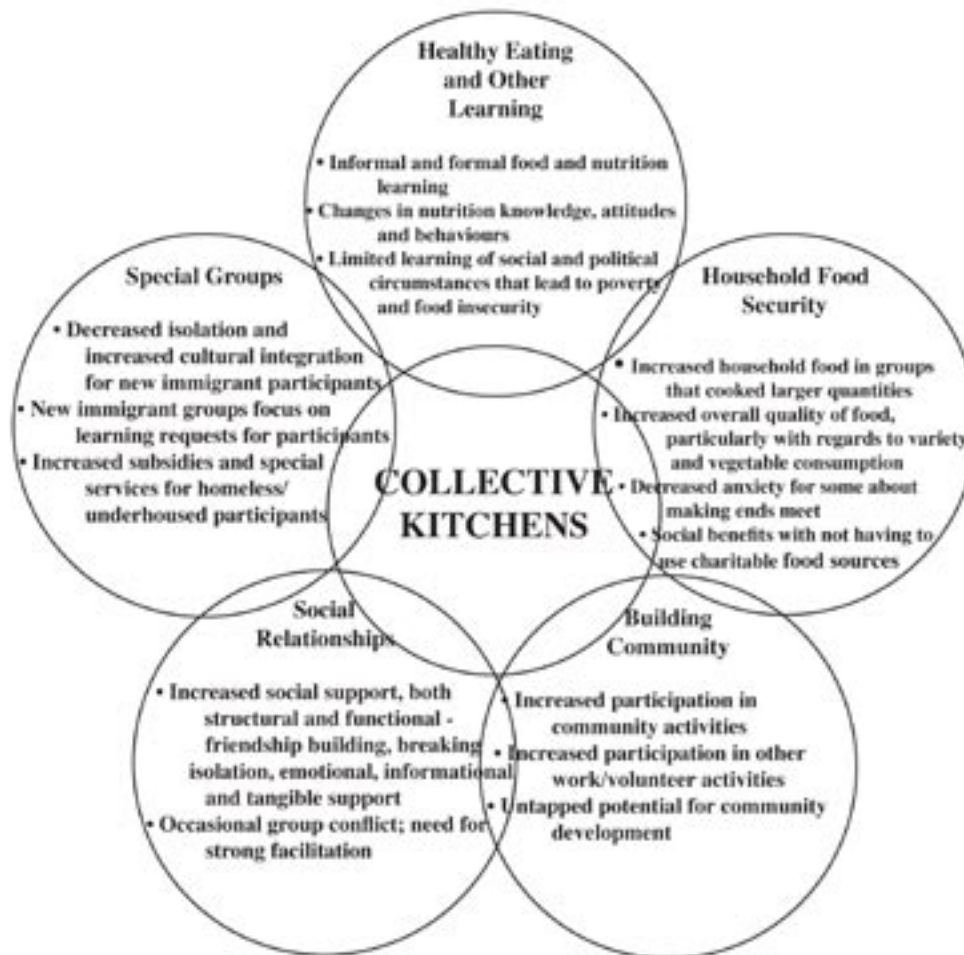 Healthy Eating
and Other
Learning
• Informal and formal food and nutrition
learning
• Changes in nutrition knowledge, attitudes
and behaviours
• Limited learning of social and political
circumstances that lead to poverty
and food insecurity
Special Groups
• Decreased isolation and
increased cultural integration
for new immigrant participants
• New immigrant groups focus on
learning requests for participants
• Increased subsidies and special
services for homeless/
underhoused participants
Household Food
Security
• Increased household food in groups
that cooked larger quantities
• Increased overall quality of food,
particularly with regards to variety
and vegetable consumption
• Decreased anxiety for some about
making ends meet
• Social benefits with not having to
use charitable food sources
COLLECTIVE
KITCHENS
Social
Relationships
• Increased social support, both
structural and functional -
friendship building, breaking
isolation, emotional, informational
and tangible support
• Occasional group conflict; need for
strong facilitation
Building
Community
• Increased participation in
community activities
• Increased participation in other
work/volunteer activities
• Untapped potential for community
development